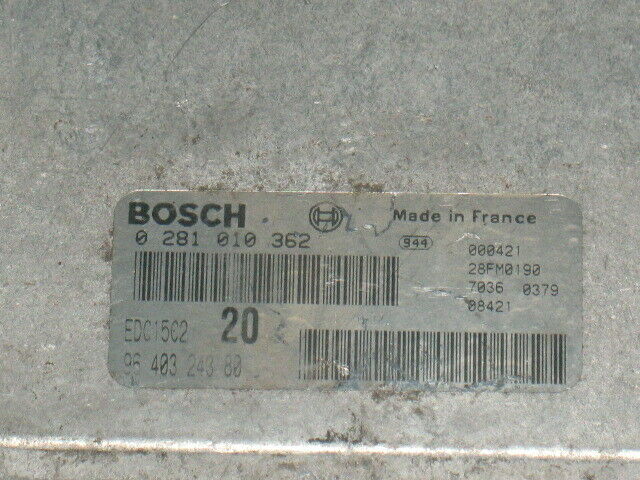 BOSCH Made in France
0 281 010 362 944 000421
28FM0190
7036 0379
08421
EDC15C2 20
96 403 243 80